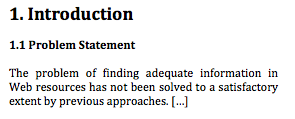 1. Introduction
1.1 Problem Statement
The problem of finding adequate information in
Web resources has not been solved to a satisfactory
extent by previous approaches. [...]